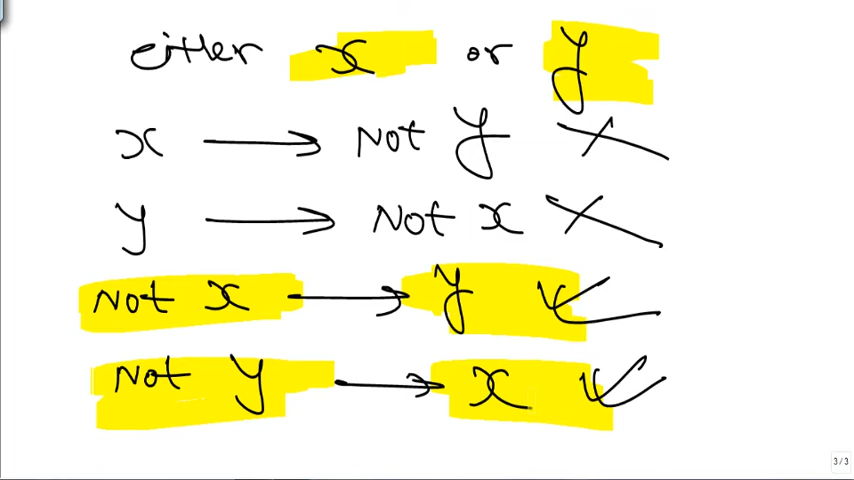 either x or y
x → Not y ✗
y → Not x ✗
Not x → y ✓
Not y → x ✓
3/3